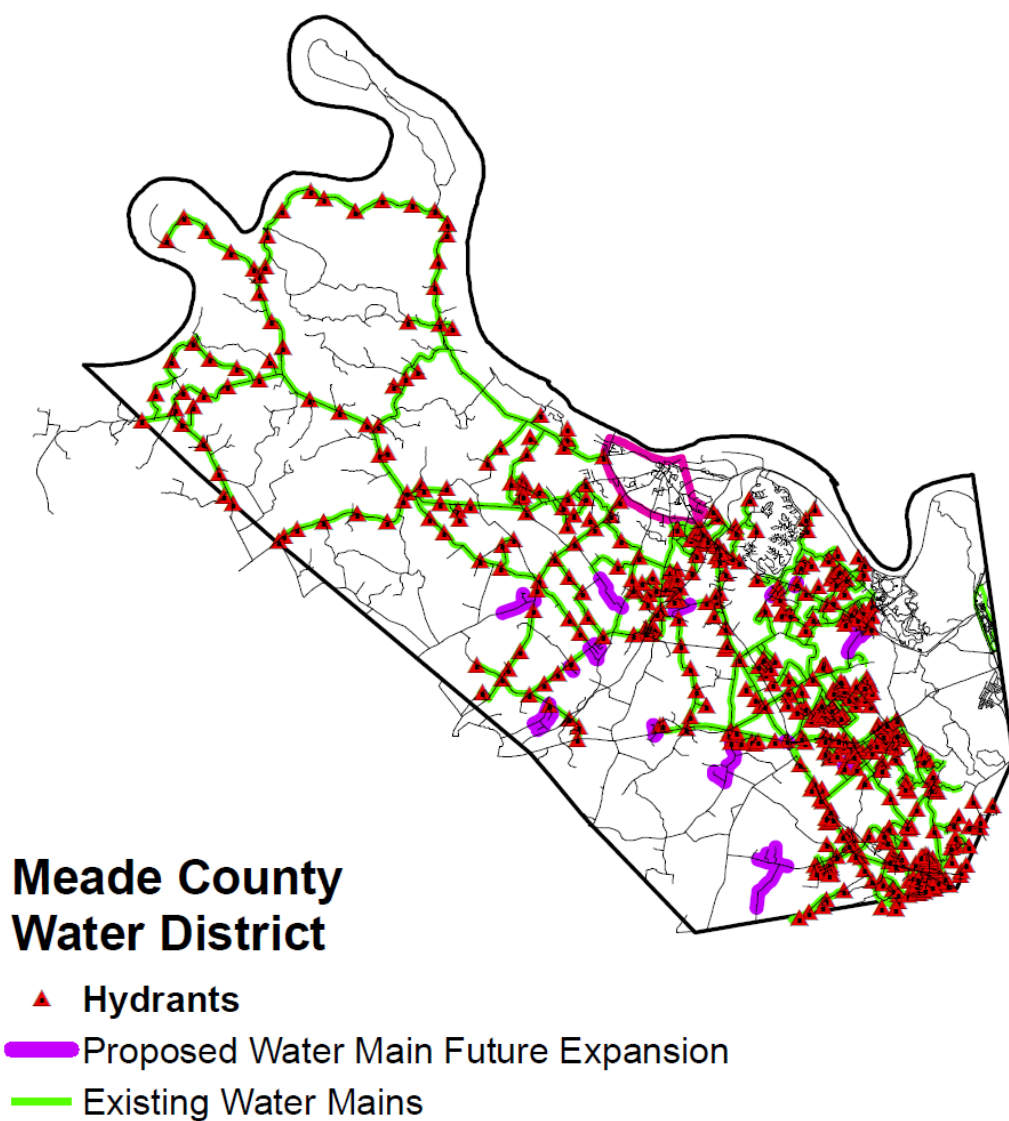 Meade County
Water District
Hydrants
Proposed Water Main Future Expansion
Existing Water Mains